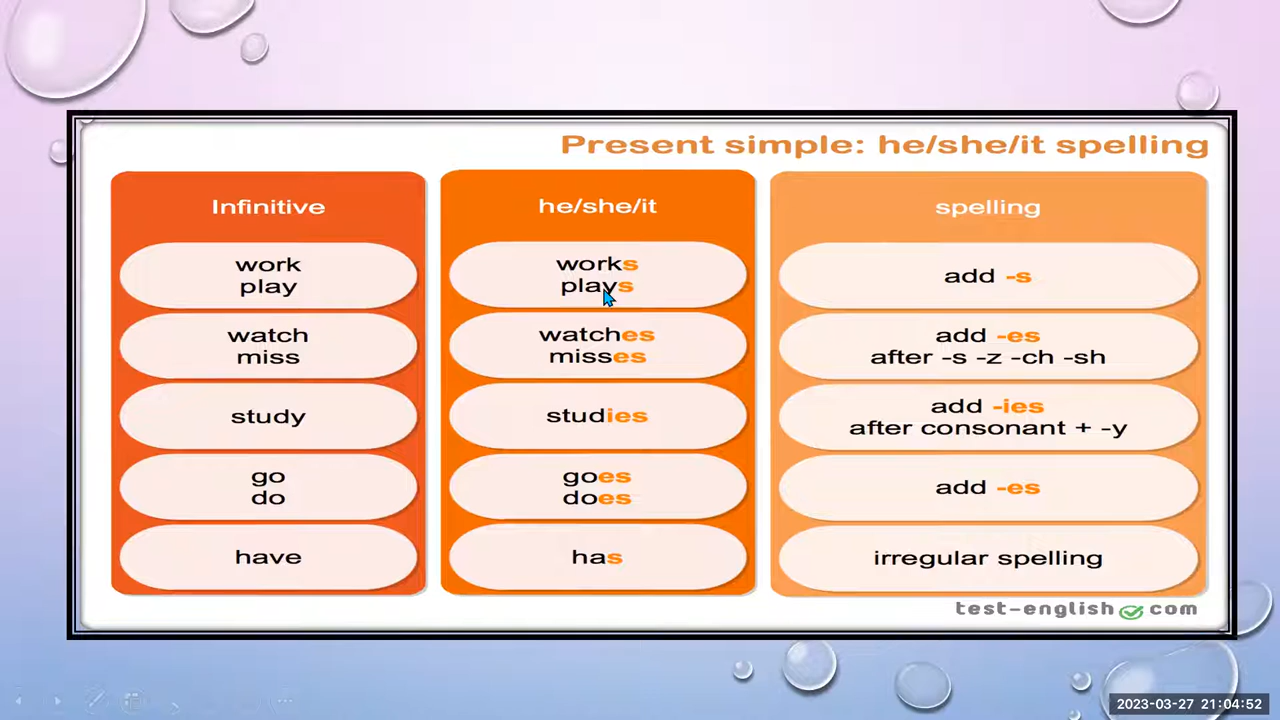 Present simple: he/she/it spelling
Infinitive
he/she/it
spelling
work
play
works
plays
add -s
watch
miss
watches
misses
add -es
after -s -z -ch -sh
study
studies
add -ies
after consonant + -y
go
do
goes
does
add -es
have
has
irregular spelling
test-english com
2023-03-27 21:04:52